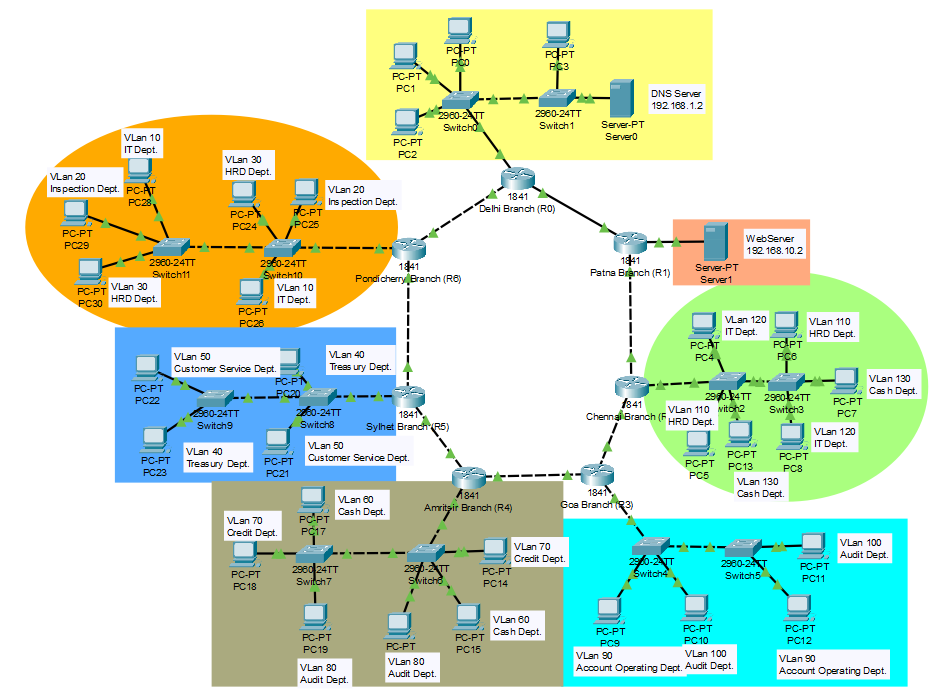 PC-PT
PC0
PC-PT
PC1
PC-PT
PC2
PC-PT
PC3
2960-24TT
Switch0
2960-24TT
Switch1
Server-PT
Server0
DNS Server
192.168.1.2
1841
Delhi Branch (R0)
VLan 10
IT Dept.
VLan 20
Inspection Dept.
VLan 30
HRD Dept.
VLan 20
Inspection Dept.
PC-PT
PC28
PC-PT
PC29
PC-PT
PC30
PC-PT
PC24
PC-PT
PC25
PC-PT
PC26
2960-24TT
Switch11
2960-24TT
Switch10
VLan 30
HRD Dept.
VLan 10
IT Dept.
1841
Pondicherry Branch (R6)
1841
Patna Branch (R1)
Server-PT
Server1
WebServer
192.168.10.2
VLan 50
Customer Service Dept.
VLan 40
Treasury Dept.
PC-PT
PC22
PC-PT
PC20
2960-24TT
Switch9
2960-24TT
Switch8
PC-PT
PC23
VLan 40
Treasury Dept.
PC-PT
PC21
VLan 50
Customer Service Dept.
1841
Sylhet Branch (R5)
1841
Chennai Branch (R
VLan 120
IT Dept.
VLan 110
HRD Dept.
PC-PT
PC4
PC-PT
PC6
2960-24TT
Switch2
2960-24TT
Switch3
PC-PT
PC7
VLan 130
Cash Dept.
VLan 110
HRD Dept.
PC-PT
PC5
PC-PT
PC13
PC-PT
PC8
VLan 120
IT Dept.
VLan 130
Cash Dept.
1841
Amritsir Branch (R4)
1841
Goa Branch (R3)
VLan 60
Cash Dept.
PC-PT
PC17
VLan 70
Credit Dept.
PC-PT
PC18
2960-24TT
Switch7
2960-24TT
Switch6
PC-PT
PC14
VLan 70
Credit Dept.
PC-PT
PC19
VLan 80
Audit Dept.
PC-PT
VLan 80
Audit Dept.
PC-PT
PC15
VLan 60
Cash Dept.
2960-24TT
Switch4
2960-24TT
Switch5
PC-PT
PC11
VLan 100
Audit Dept.
PC-PT
PC9
VLan 90
Account Operating Dept.
PC-PT
PC10
VLan 100
Audit Dept.
PC-PT
PC12
VLan 90
Account Operating Dept.